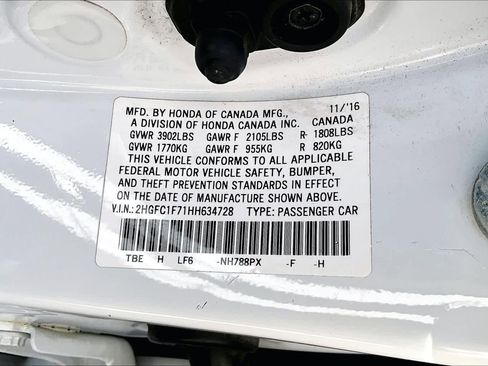 MFD. BY HONDA OF CANADA MFG., 11/'16
A DIVISION OF HONDA CANADA INC. CANADA
GVWR 3902LBS GAWR F 2105LBS R 1808LBS
GVWR 1770KG GAWR F 955KG R 820KG
THIS VEHICLE CONFORMS TO ALL APPLICABLE
FEDERAL MOTOR VEHICLE SAFETY, BUMPER,
AND THEFT PREVENTION STANDARDS IN EFFECT
ON THE DATE OF MANUFACTURE SHOWN ABOVE.
V.I.N.: 2HGFC1F71HH634728 TYPE: PASSENGER CAR
TBE H LF6 -NH788PX -F -H